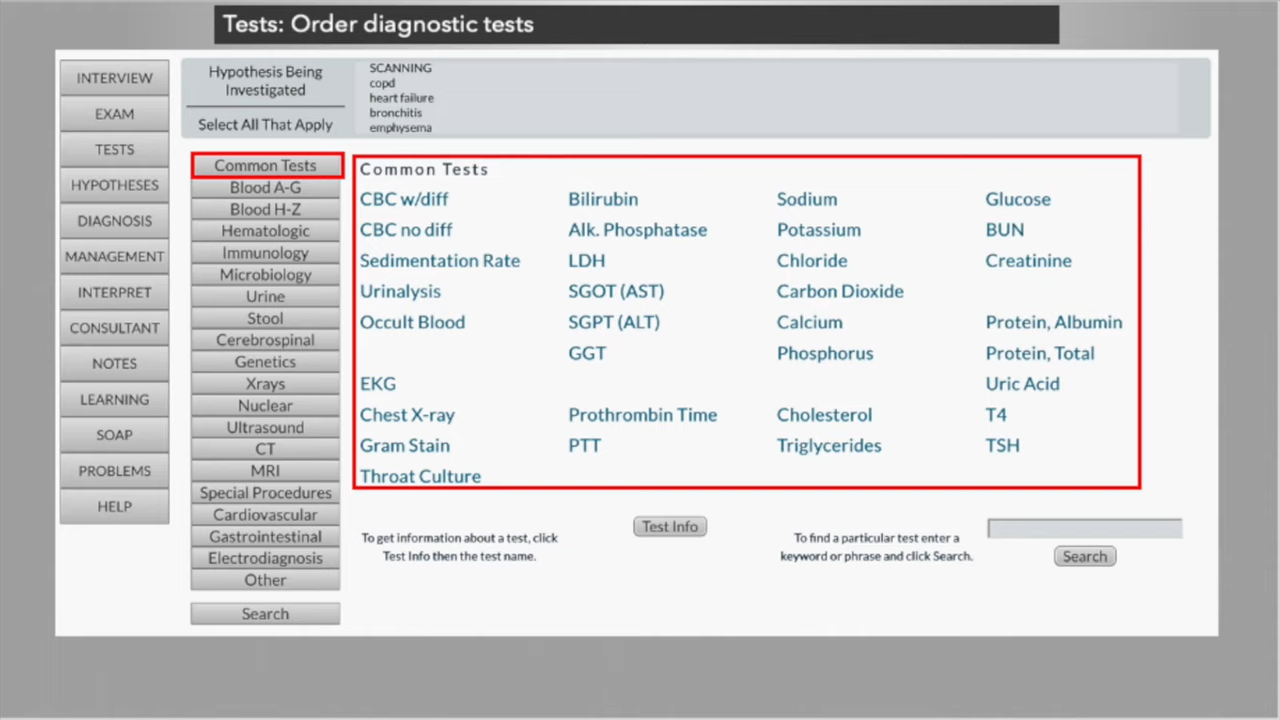 Tests: Order diagnostic tests
INTERVIEW
EXAM
TESTS
HYPOTHESES
DIAGNOSIS
MANAGEMENT
INTERPRET
CONSULTANT
NOTES
LEARNING
SOAP
PROBLEMS
HELP
Hypothesis Being
Investigated
Select All That Apply
SCANNING
copd
heart failure
bronchitis
emphysema
Common Tests
Blood A-G
Blood H-Z
Hematologic
Immunology
Microbiology
Urine
Stool
Cerebrospinal
Genetics
Xrays
Nuclear
Ultrasound
CT
MRI
Special Procedures
Cardiovascular
Gastrointestinal
Electrodiagnosis
Other
Search
Common Tests
CBC w/diff Bilirubin Sodium Glucose
CBC no diff Alk. Phosphatase Potassium BUN
Sedimentation Rate LDH Chloride Creatinine
Urinalysis SGOT (AST) Carbon Dioxide
Occult Blood SGPT (ALT) Calcium Protein, Albumin
GGT Phosphorus Protein, Total
EKG Uric Acid
Chest X-ray Prothrombin Time Cholesterol T4
Gram Stain PTT Triglycerides TSH
Throat Culture
To get information about a test, click
Test Info then the test name.
Test Info
To find a particular test enter a
keyword or phrase and click Search.
Search